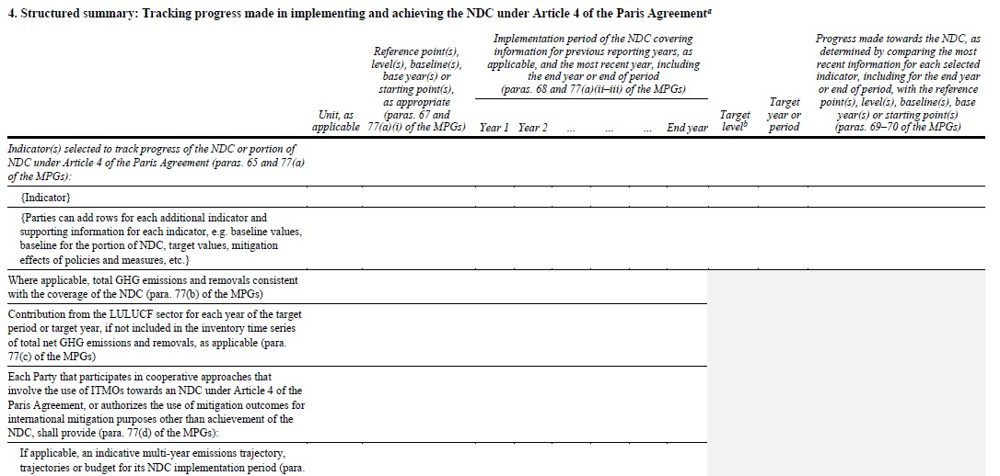 4. Structured summary: Tracking progress made in implementing and achieving the NDC under Article 4 of the Paris Agreementᵃ
Unit, as
applicable
Reference point(s),
level(s), baseline(s),
base year(s) or
starting point(s),
as appropriate
(paras. 67 and
77(a)(i) of the MPGs)
Implementation period of the NDC covering
information for previous reporting years, as
applicable, and the most recent year, including
the end year or end of period
(paras. 68 and 77(a)(ii–iii) of the MPGs)
Year 1 Year 2 ... ... ... End year
Target
levelᵇ
Target
year or
period
Progress made towards the NDC, as
determined by comparing the most
recent information for each selected
indicator, including for the end year
or end of period, with the reference
point(s), level(s), baseline(s), base
year(s) or starting point(s)
(paras. 69–70 of the MPGs)
Indicator(s) selected to track progress of the NDC or portion of
NDC under Article 4 of the Paris Agreement (paras. 65 and 77(a)
of the MPGs):
{Indicator}
{Parties can add rows for each additional indicator and
supporting information for each indicator, e.g. baseline values,
baseline for the portion of NDC, target values, mitigation
effects of policies and measures, etc.}
Where applicable, total GHG emissions and removals consistent
with the coverage of the NDC (para. 77(b) of the MPGs)
Contribution from the LULUCF sector for each year of the target
period or target year, if not included in the inventory time series
of total net GHG emissions and removals, as applicable (para.
77(c) of the MPGs)
Each Party that participates in cooperative approaches that
involve the use of ITMOs towards an NDC under Article 4 of the
Paris Agreement, or authorizes the use of mitigation outcomes for
international mitigation purposes other than achievement of the
NDC, shall provide (para. 77(d) of the MPGs):
If applicable, an indicative multi-year emissions trajectory,
trajectories or budget for its NDC implementation period (para.